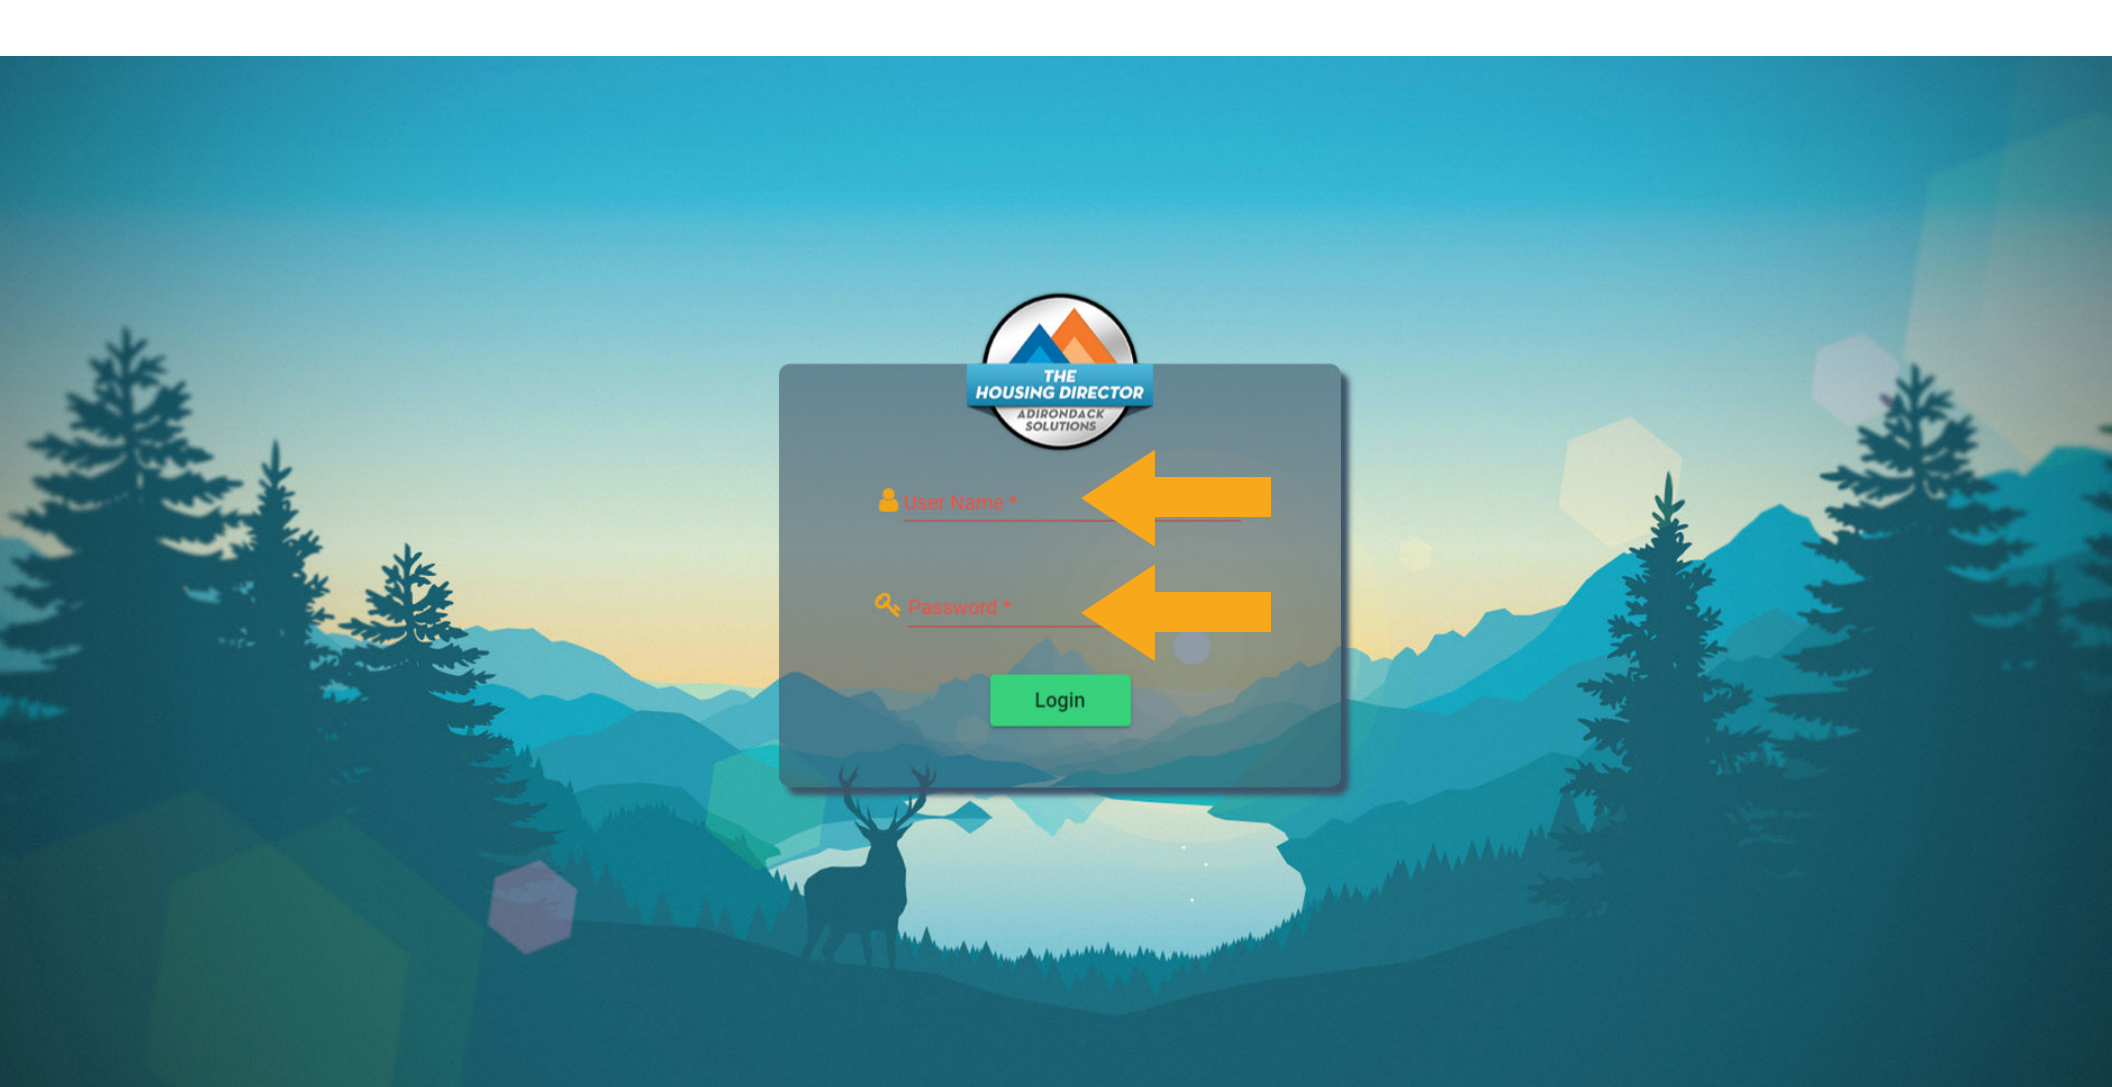 THE
HOUSING DIRECTOR
ADIRONDACK
SOLUTIONS
User Name *
Password *
Login